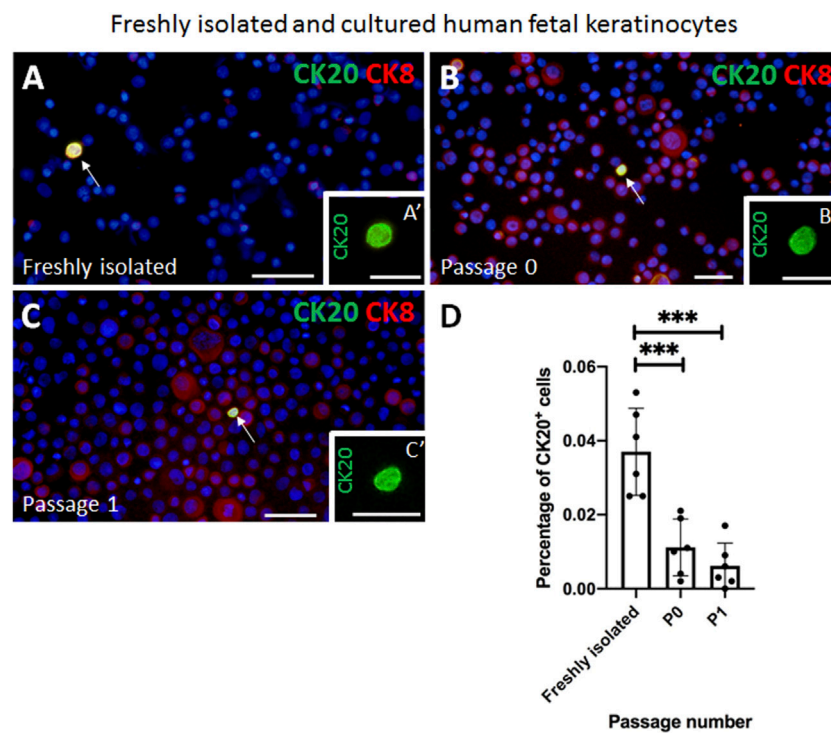 Freshly isolated and cultured human fetal keratinocytes
A
CK20 CK8
CK20
A'
Freshly isolated
B
CK20 CK8
CK20
B
Passage 0
C
CK20 CK8
CK20
C'
Passage 1
D
***
***
Percentage of CK20⁺ cells
0.06
0.04
0.02
0.00
Freshly isolated
P0
P1
Passage number